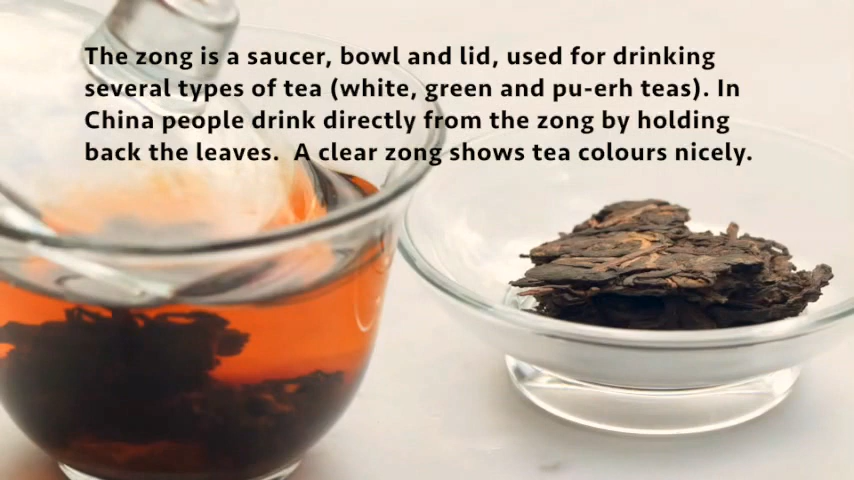 The zong is a saucer, bowl and lid, used for drinking
several types of tea (white, green and pu-erh teas). In
China people drink directly from the zong by holding
back the leaves.  A clear zong shows tea colours nicely.